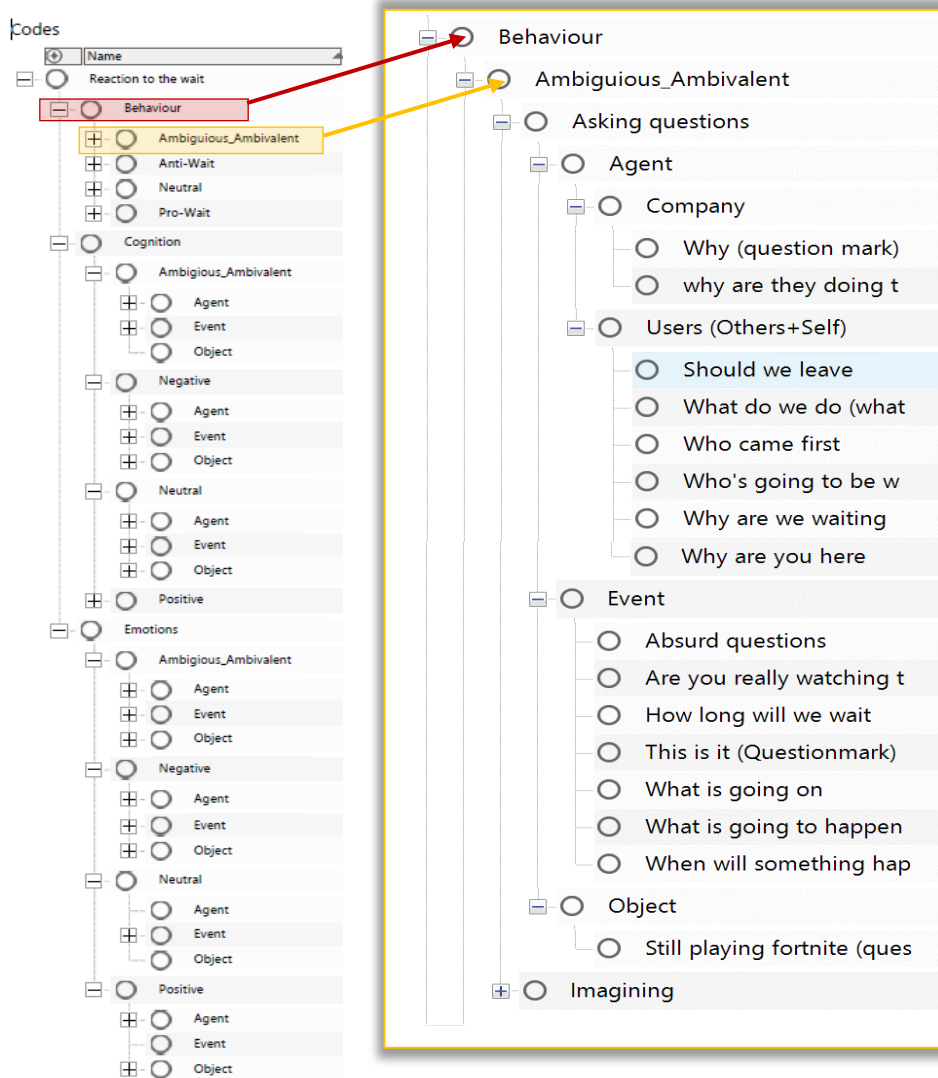 Codes
Name
Reaction to the wait
Behaviour
Ambiguious_Ambivalent
Anti-Wait
Neutral
Pro-Wait
Cognition
Ambigious_Ambivalent
Agent
Event
Object
Negative
Agent
Event
Object
Neutral
Agent
Event
Object
Positive
Emotions
Ambigious_Ambivalent
Agent
Event
Object
Negative
Agent
Event
Object
Neutral
Agent
Event
Object
Positive
Agent
Event
Object
Behaviour
Ambiguious_Ambivalent
Asking questions
Agent
Company
Why (question mark)
why are they doing t
Users (Others+Self)
Should we leave
What do we do (what
Who came first
Who's going to be w
Why are we waiting
Why are you here
Event
Absurd questions
Are you really watching t
How long will we wait
This is it (Questionmark)
What is going on
What is going to happen
When will something hap
Object
Still playing fortnite (ques
Imagining